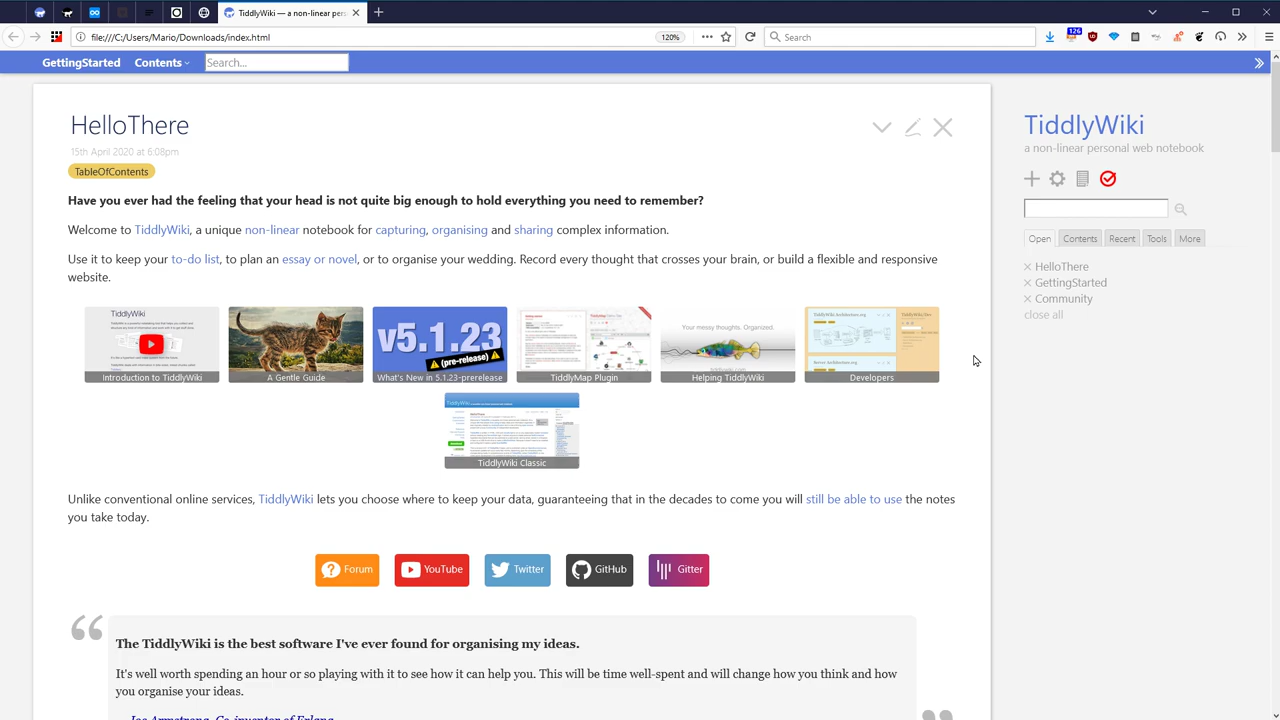 TiddlyWiki — a non-linear pers
file:///C:/Users/Mario/Downloads/index.html
120%
Search
126
GettingStarted
Contents
Search...
HelloThere
15th April 2020 at 6:08pm
TableOfContents
Have you ever had the feeling that your head is not quite big enough to hold everything you need to remember?
Welcome to TiddlyWiki, a unique non-linear notebook for capturing, organising and sharing complex information.
Use it to keep your to-do list, to plan an essay or novel, or to organise your wedding. Record every thought that crosses your brain, or build a flexible and responsive
website.
TiddlyWiki
Introduction to TiddlyWiki
A Gentle Guide
v5.1.23
(pre-release)
What's New in 5.1.23-prerelease
TiddlyMap Plugin
Your messy thoughts. Organized.
Helping TiddlyWiki
Developers
TiddlyWiki Classic
Unlike conventional online services, TiddlyWiki lets you choose where to keep your data, guaranteeing that in the decades to come you will still be able to use the notes
you take today.
Forum
YouTube
Twitter
GitHub
Gitter
The TiddlyWiki is the best software I've ever found for organising my ideas.
It's well worth spending an hour or so playing with it to see how it can help you. This will be time well-spent and will change how you think and how
you organise your ideas.
Joe Armstrong, Co-inventor of Erlang
TiddlyWiki
a non-linear personal web notebook
Open
Contents
Recent
Tools
More
HelloThere
GettingStarted
Community
close all